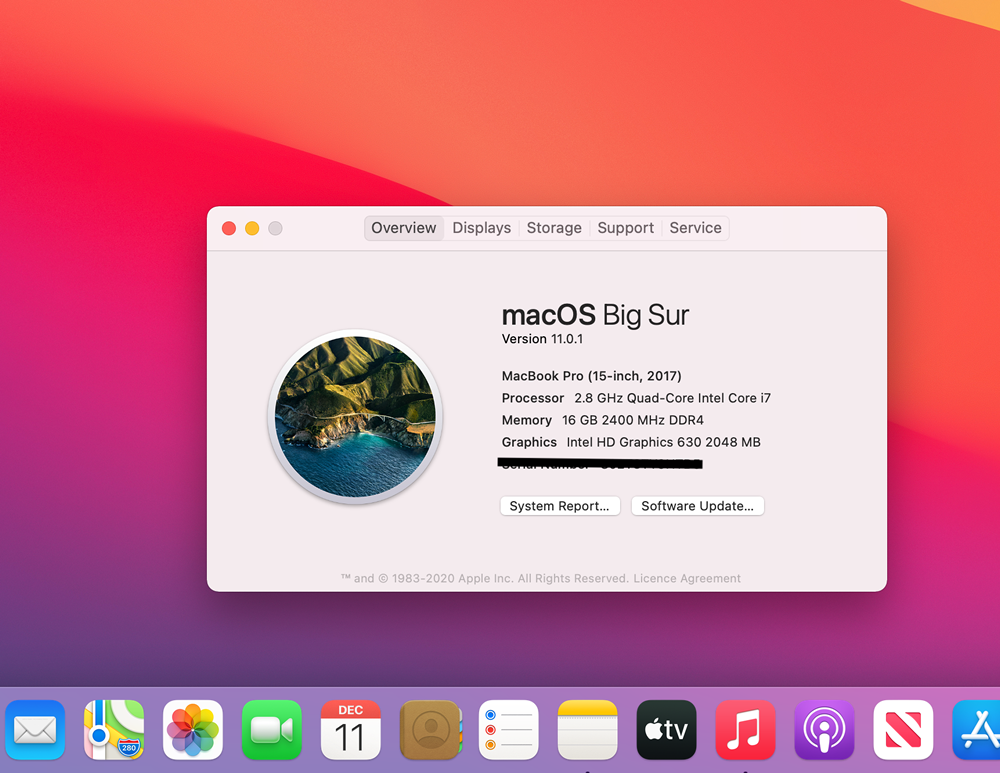 Overview Displays Storage Support Service
macOS Big Sur
Version 11.0.1
MacBook Pro (15-inch, 2017)
Processor 2.8 GHz Quad-Core Intel Core i7
Memory 16 GB 2400 MHz DDR4
Graphics Intel HD Graphics 630 2048 MB
System Report... Software Update...
™ and © 1983-2020 Apple Inc. All Rights Reserved. Licence Agreement
DEC
11
280
tv